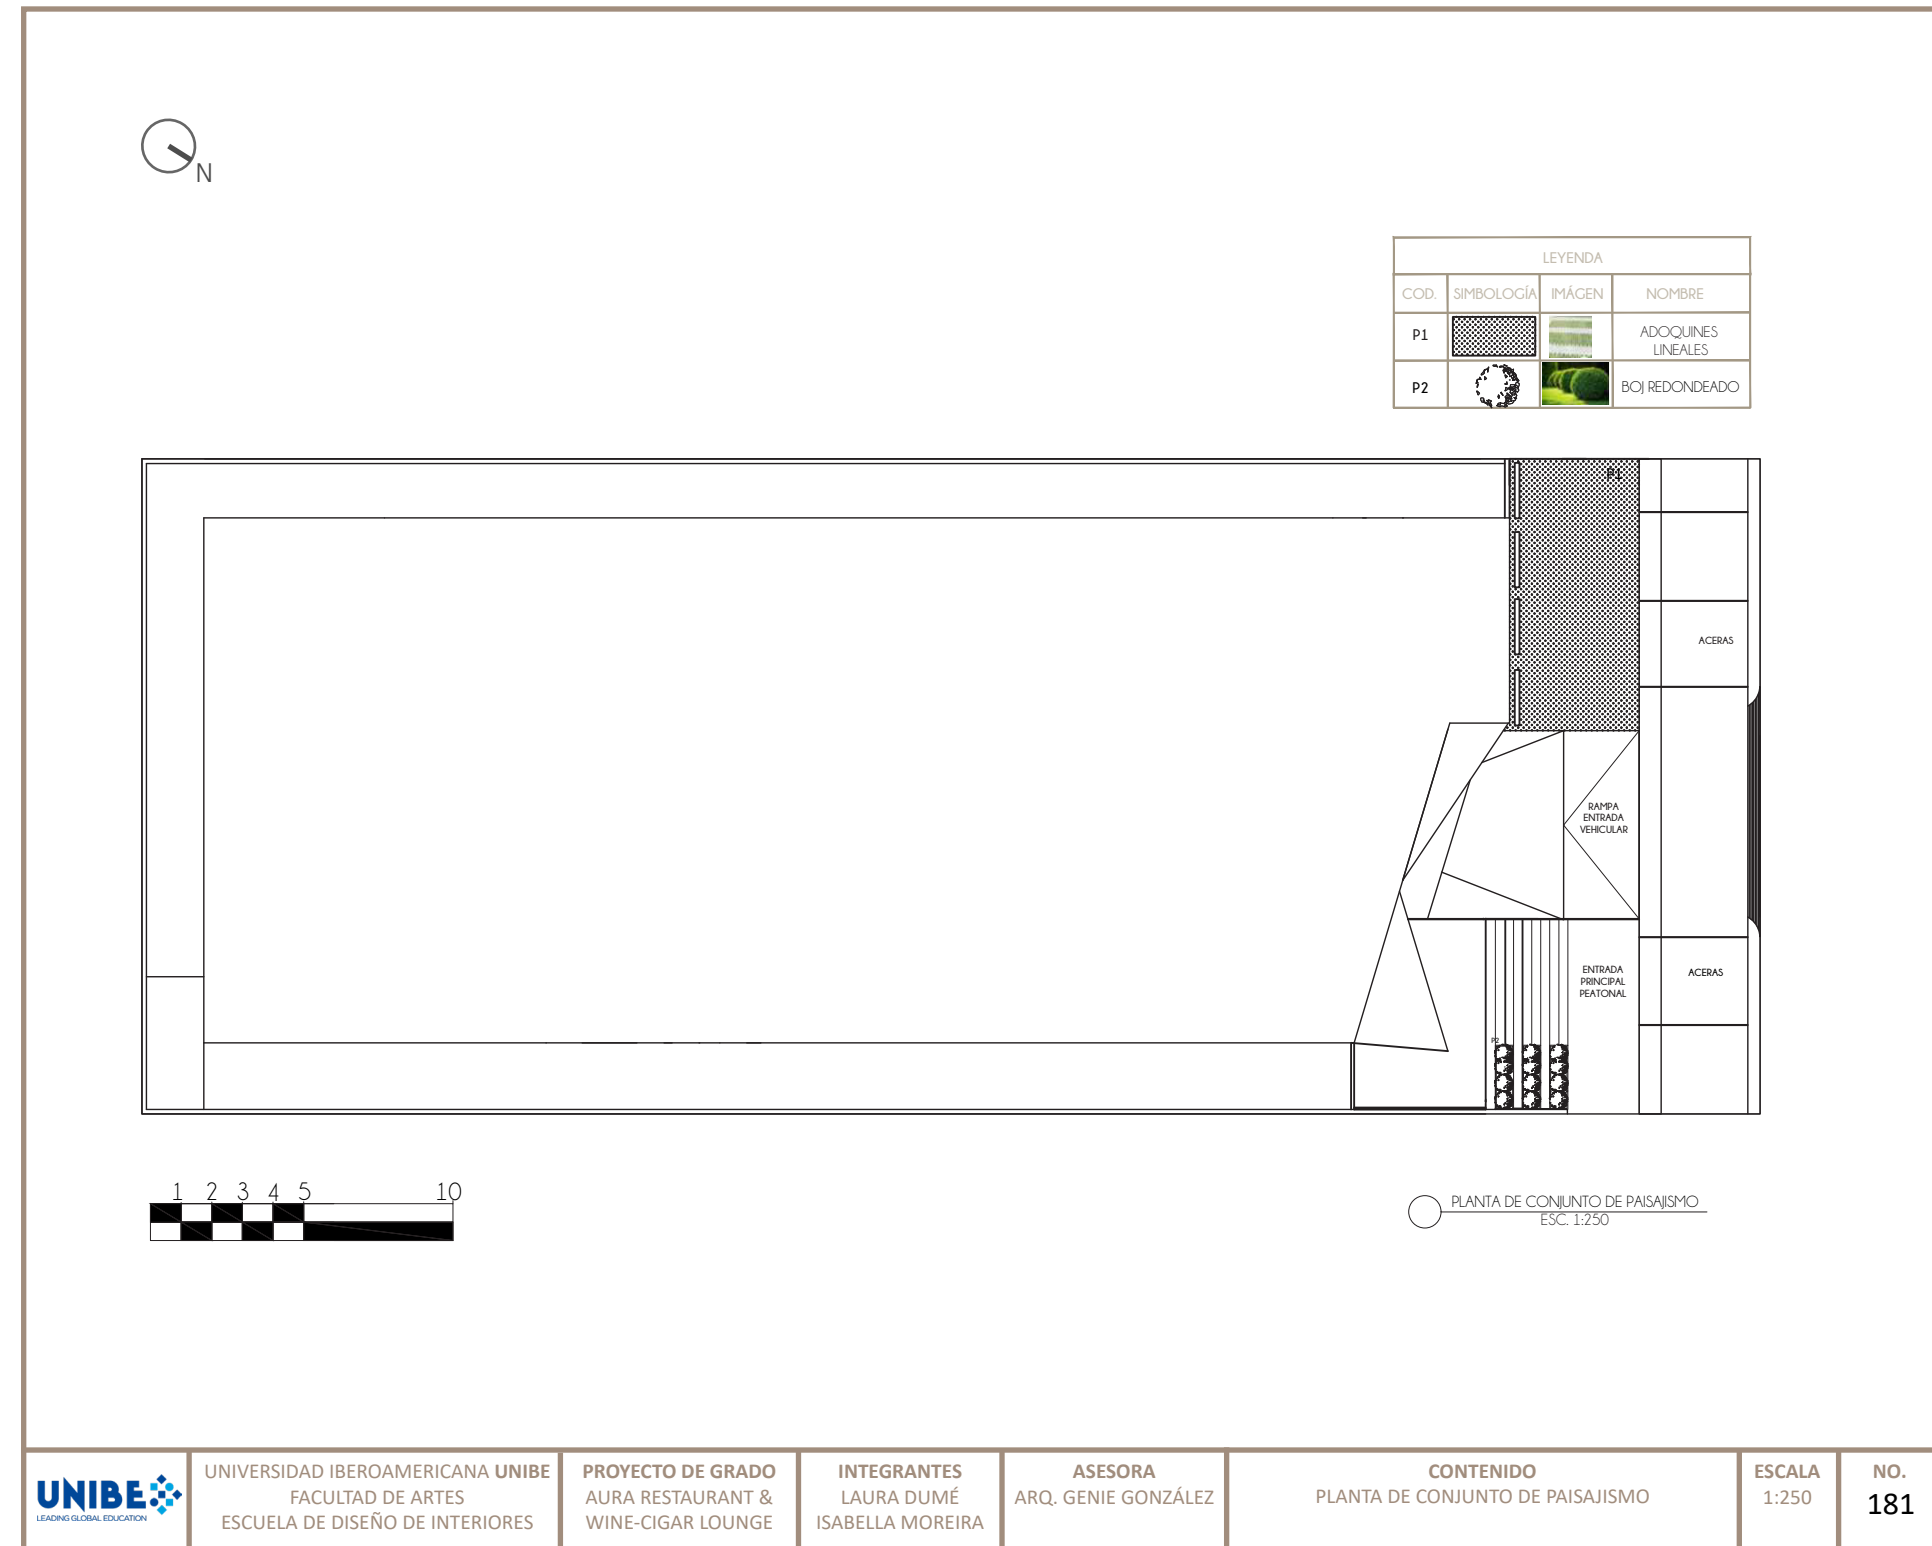 N
LEYENDA
COD. SIMBOLOGÍA IMÁGEN NOMBRE
P1 ADOQUINES
LINEALES
P2 BOJ REDONDEADO
P1
ACERAS
RAMPA
ENTRADA
VEHICULAR
ENTRADA
PRINCIPAL
PEATONAL
ACERAS
P2
1 2 3 4 5 10
PLANTA DE CONJUNTO DE PAISAJISMO
ESC. 1:250
UNIBE
LEADING GLOBAL EDUCATION
UNIVERSIDAD IBEROAMERICANA UNIBE
FACULTAD DE ARTES
ESCUELA DE DISEÑO DE INTERIORES
PROYECTO DE GRADO
AURA RESTAURANT &
WINE-CIGAR LOUNGE
INTEGRANTES
LAURA DUMÉ
ISABELLA MOREIRA
ASESORA
ARQ. GENIE GONZÁLEZ
CONTENIDO
PLANTA DE CONJUNTO DE PAISAJISMO
ESCALA
1:250
NO.
181